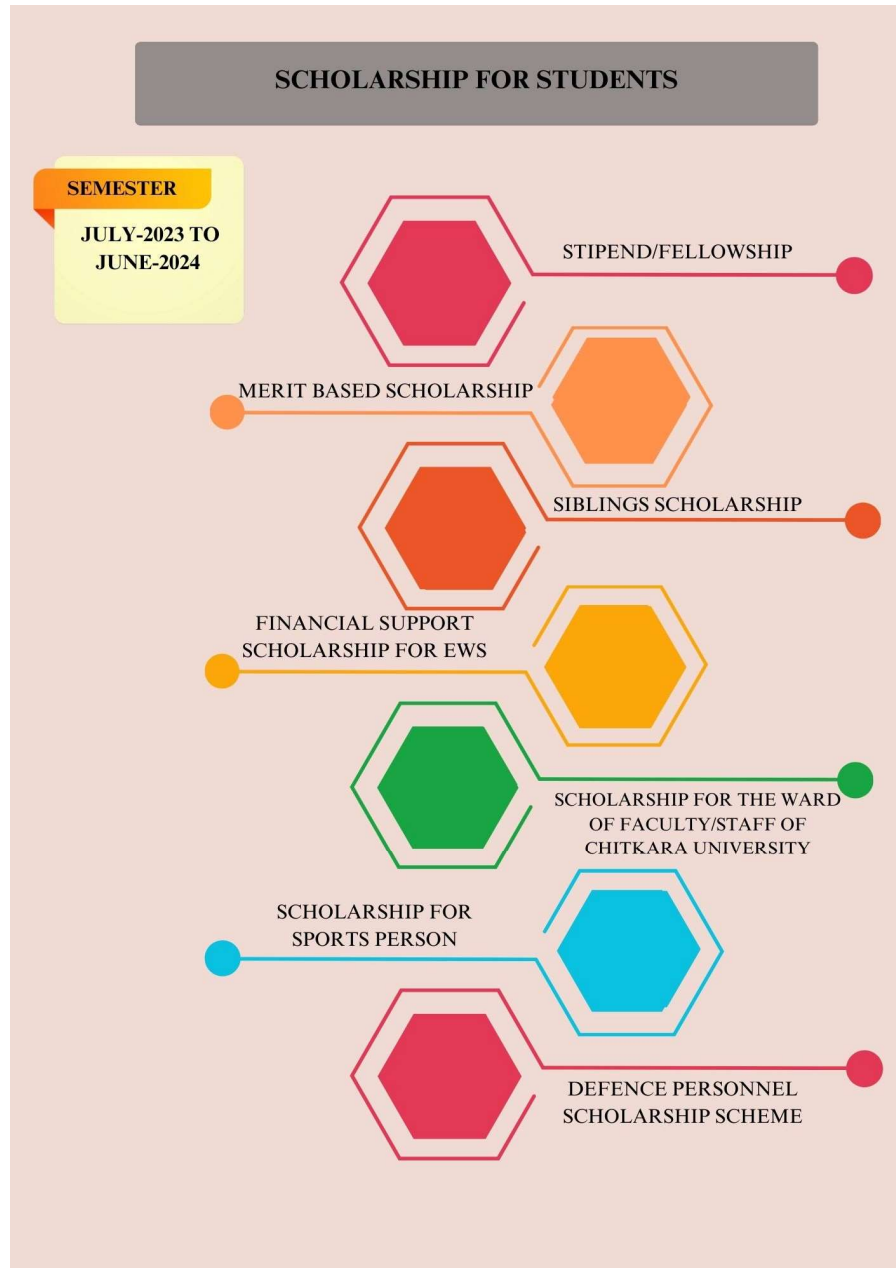 SCHOLARSHIP FOR STUDENTS
SEMESTER
JULY-2023 TO
JUNE-2024
STIPEND/FELLOWSHIP
MERIT BASED SCHOLARSHIP
SIBLINGS SCHOLARSHIP
FINANCIAL SUPPORT
SCHOLARSHIP FOR EWS
SCHOLARSHIP FOR THE WARD
OF FACULTY/STAFF OF
CHITKARA UNIVERSITY
SCHOLARSHIP FOR
SPORTS PERSON
DEFENCE PERSONNEL
SCHOLARSHIP SCHEME